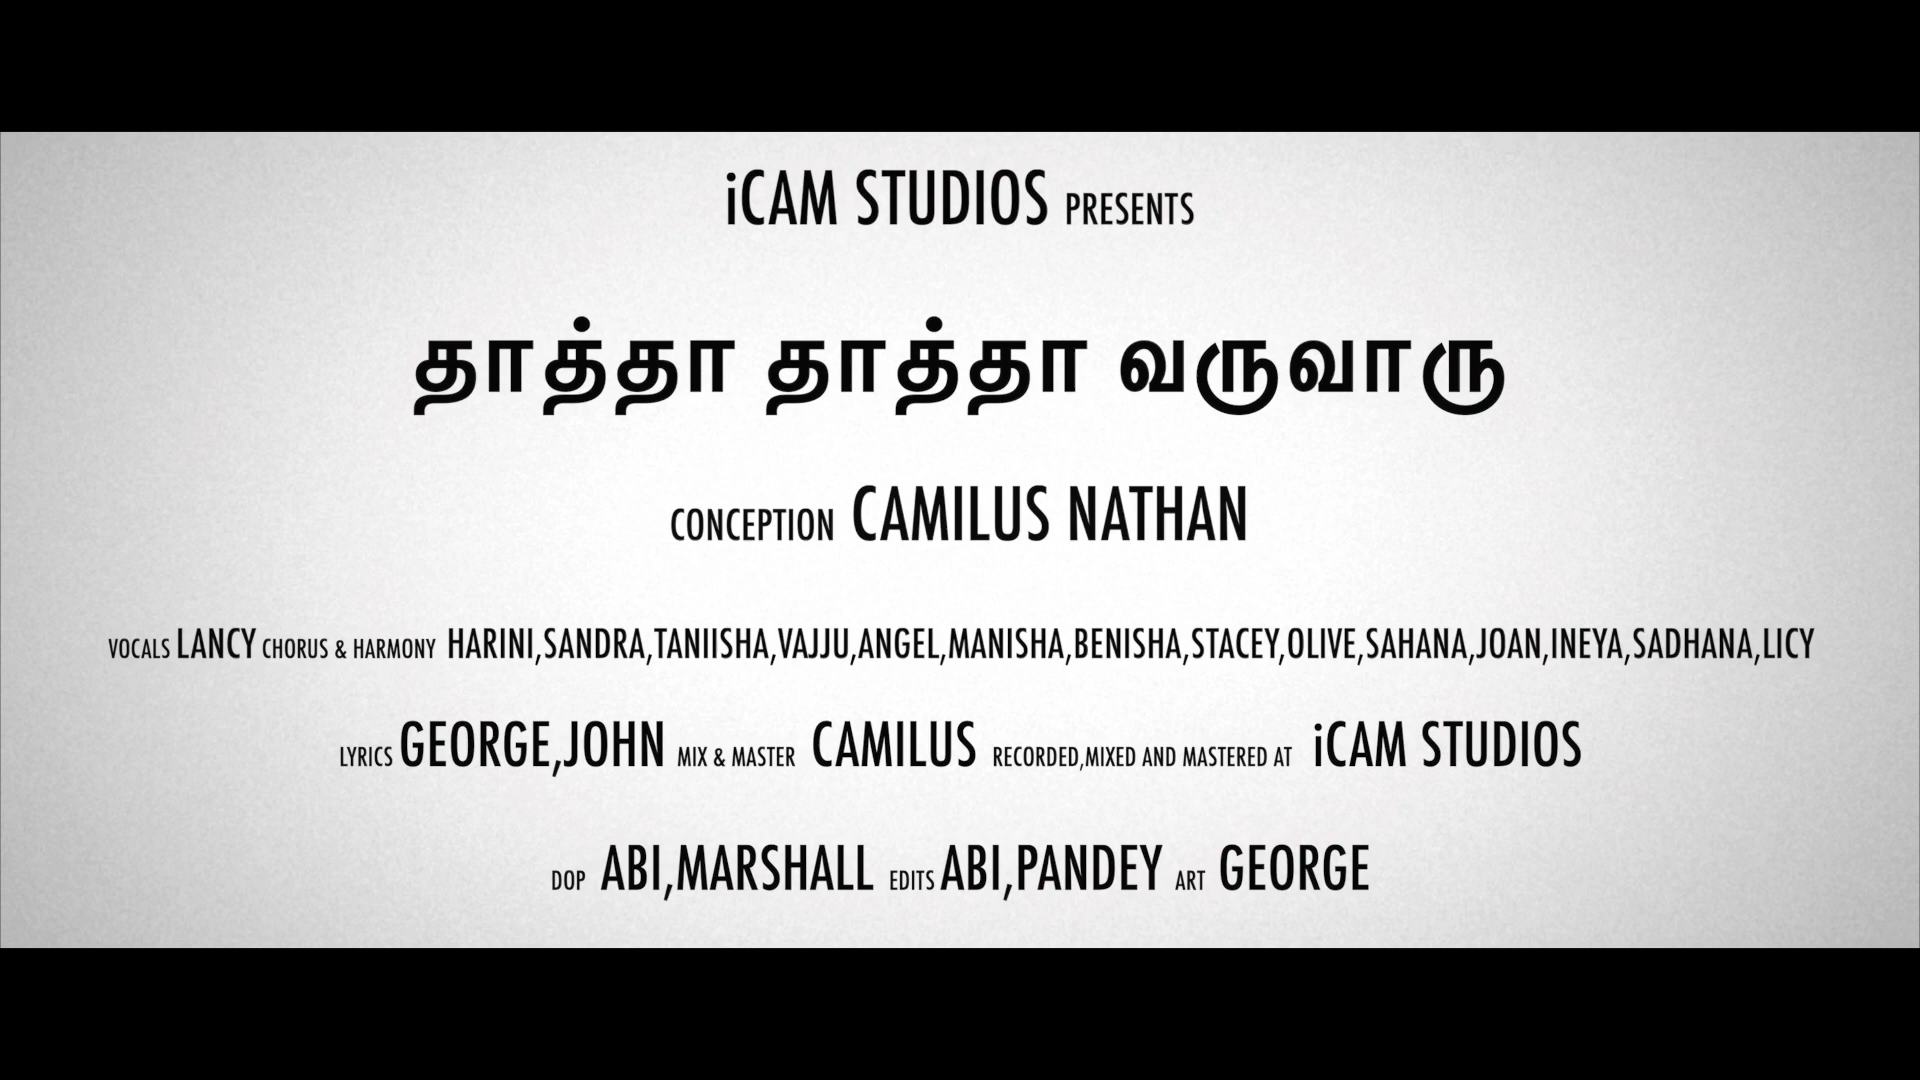 iCAM STUDIOS PRESENTS
தாத்தா தாத்தா வருவாரு
CONCEPTION CAMILUS NATHAN
VOCALS LANCY CHORUS & HARMONY HARINI,SANDRA,TANIISHA,VAJJU,ANGEL,MANISHA,BENISHA,STACEY,OLIVE,SAHANA,JOAN,INEYA,SADHANA,LICY
LYRICS GEORGE,JOHN MIX & MASTER CAMILUS RECORDED,MIXED AND MASTERED AT iCAM STUDIOS
DOP ABI,MARSHALL EDITS ABI,PANDEY ART GEORGE